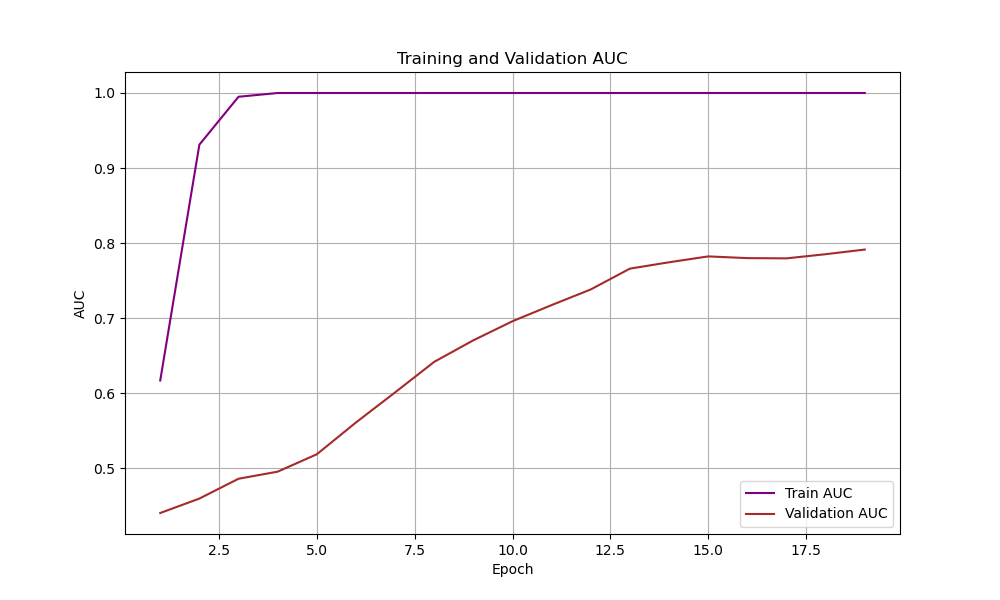 Training and Validation AUC
AUC
1.0
0.9
0.8
0.7
0.6
0.5
2.5 5.0 7.5 10.0 12.5 15.0 17.5
Epoch
Train AUC
Validation AUC